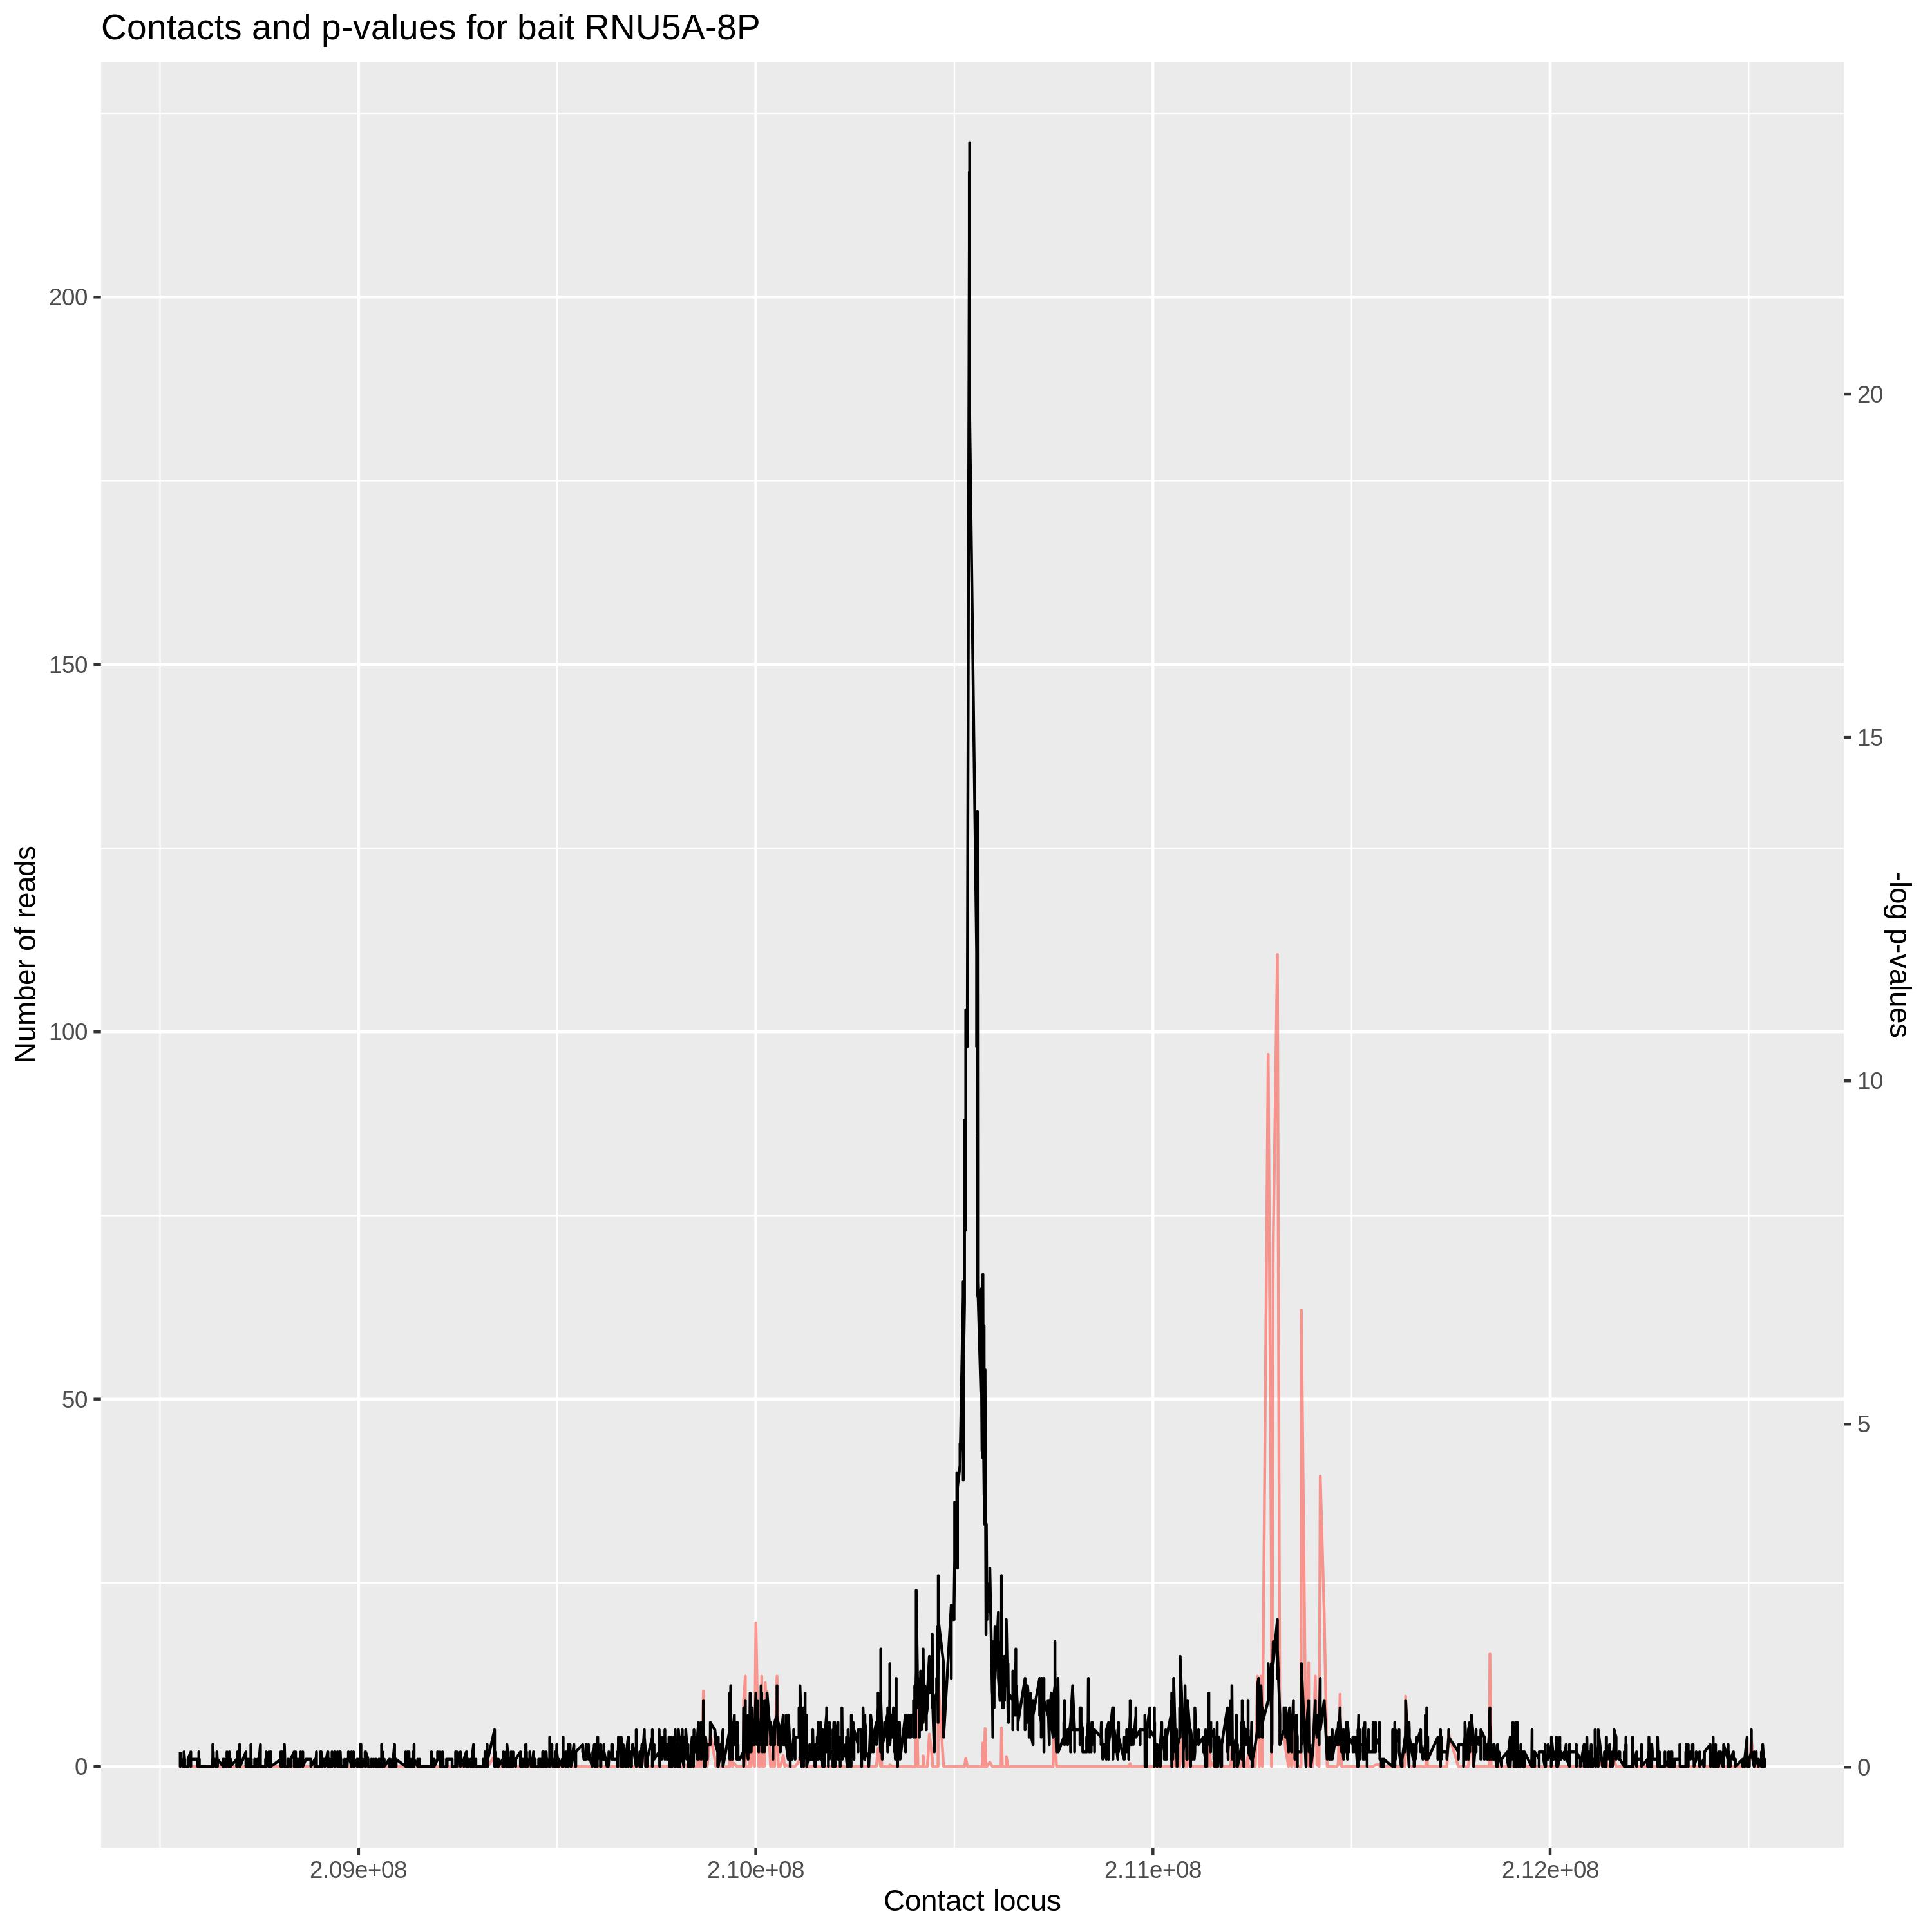 Contacts and p-values for bait RNU5A-8P
Number of reads
200
150
100
50
0
20
15
10
5
0
-log p-values
2.09e+08
2.10e+08
2.11e+08
2.12e+08
Contact locus